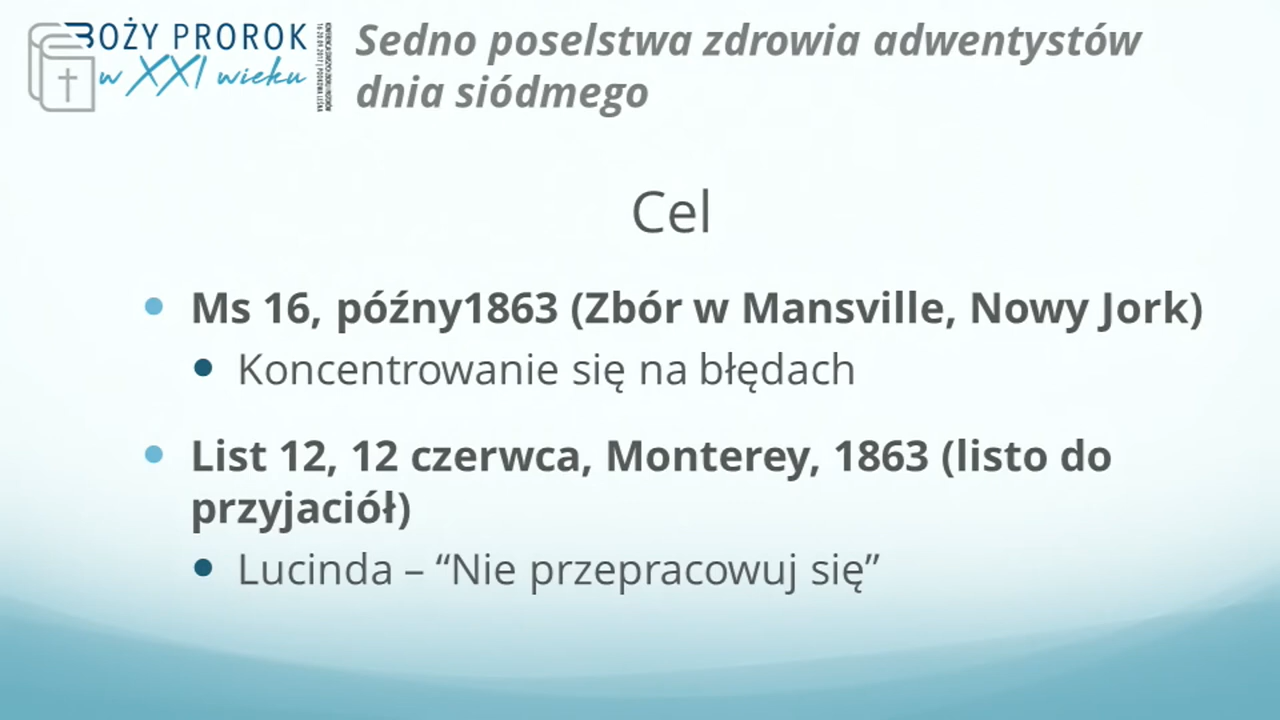 BOŻY PROROK
w XXI wieku
Sedno poselstwa zdrowia adwentystów
dnia siódmego
Cel
Ms 16, późny1863 (Zbór w Mansville, Nowy Jork)
Koncentrowanie się na błędach
List 12, 12 czerwca, Monterey, 1863 (listo do
przyjaciół)
Lucinda – “Nie przepracowuj się”